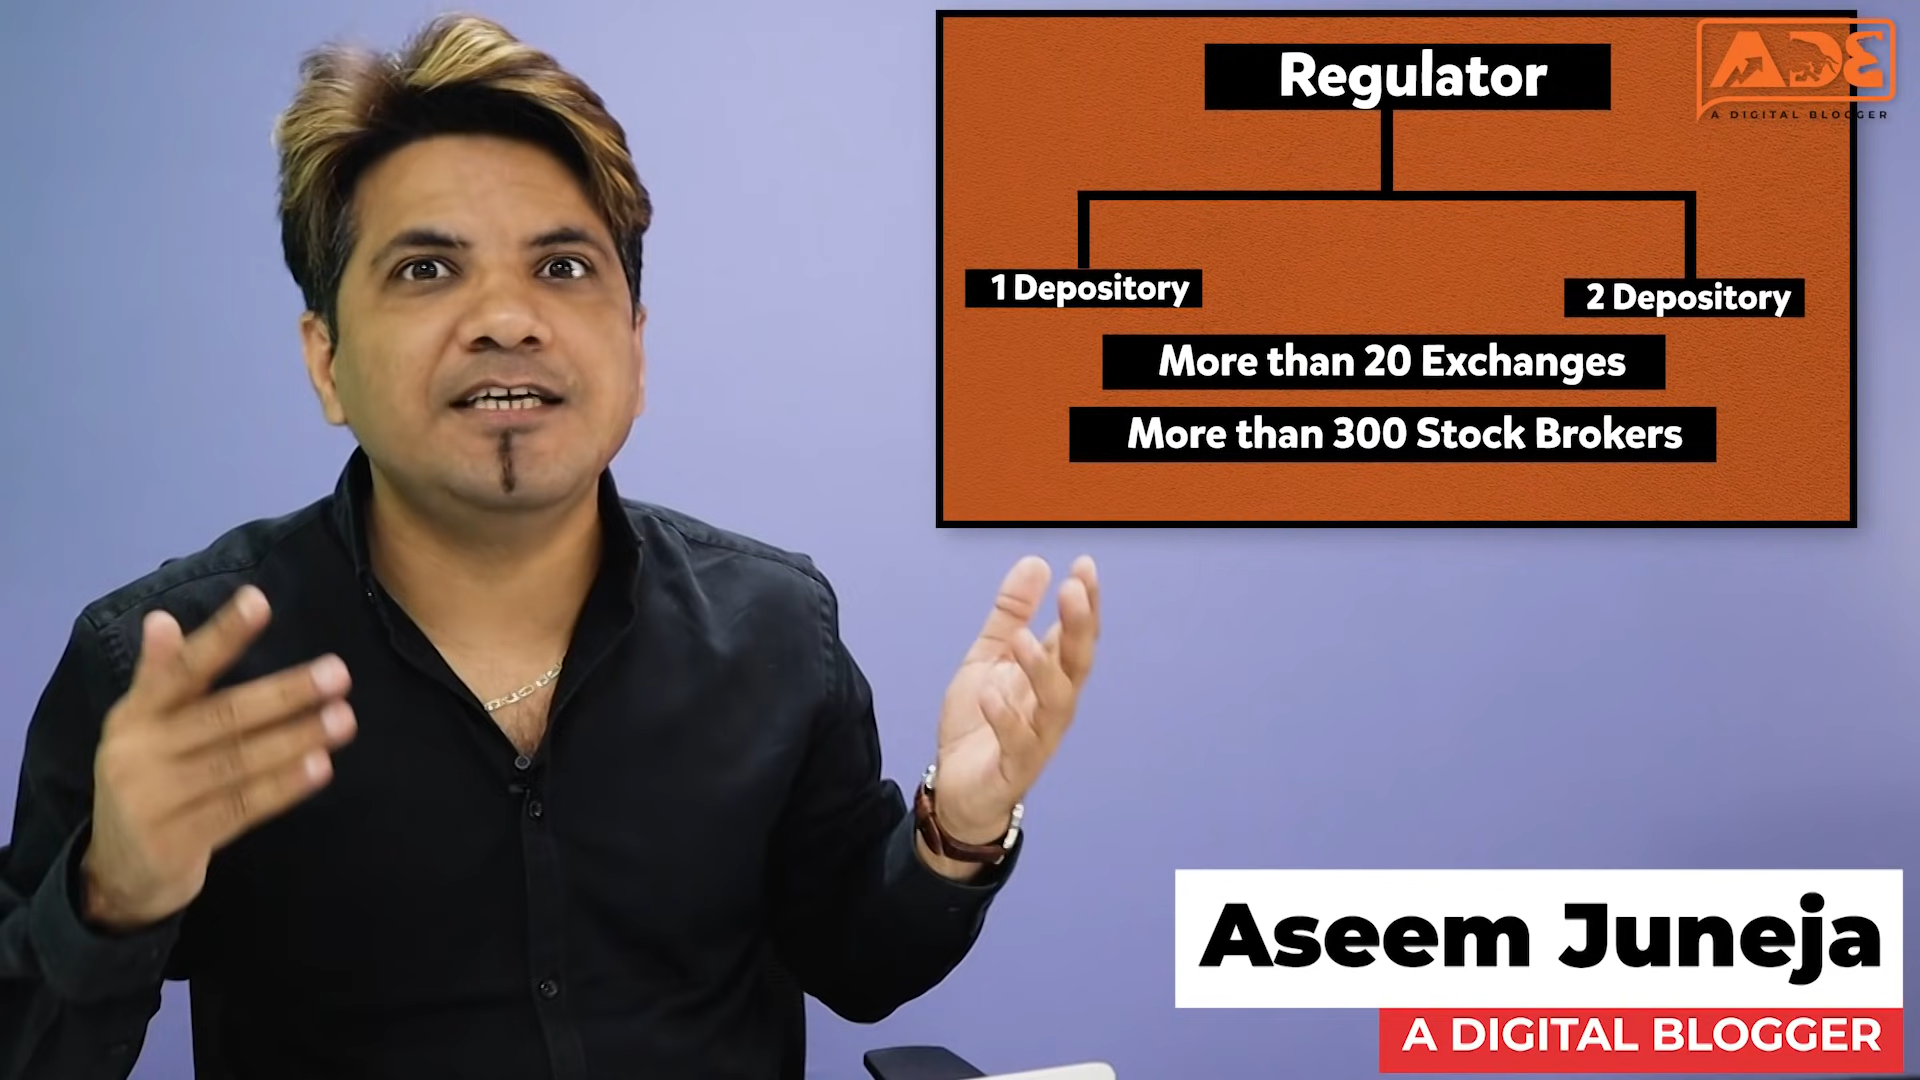 Regulator
ADE
A DIGITAL BLOGGER
1 Depository
2 Depository
More than 20 Exchanges
More than 300 Stock Brokers
Aseem Juneja
A DIGITAL BLOGGER